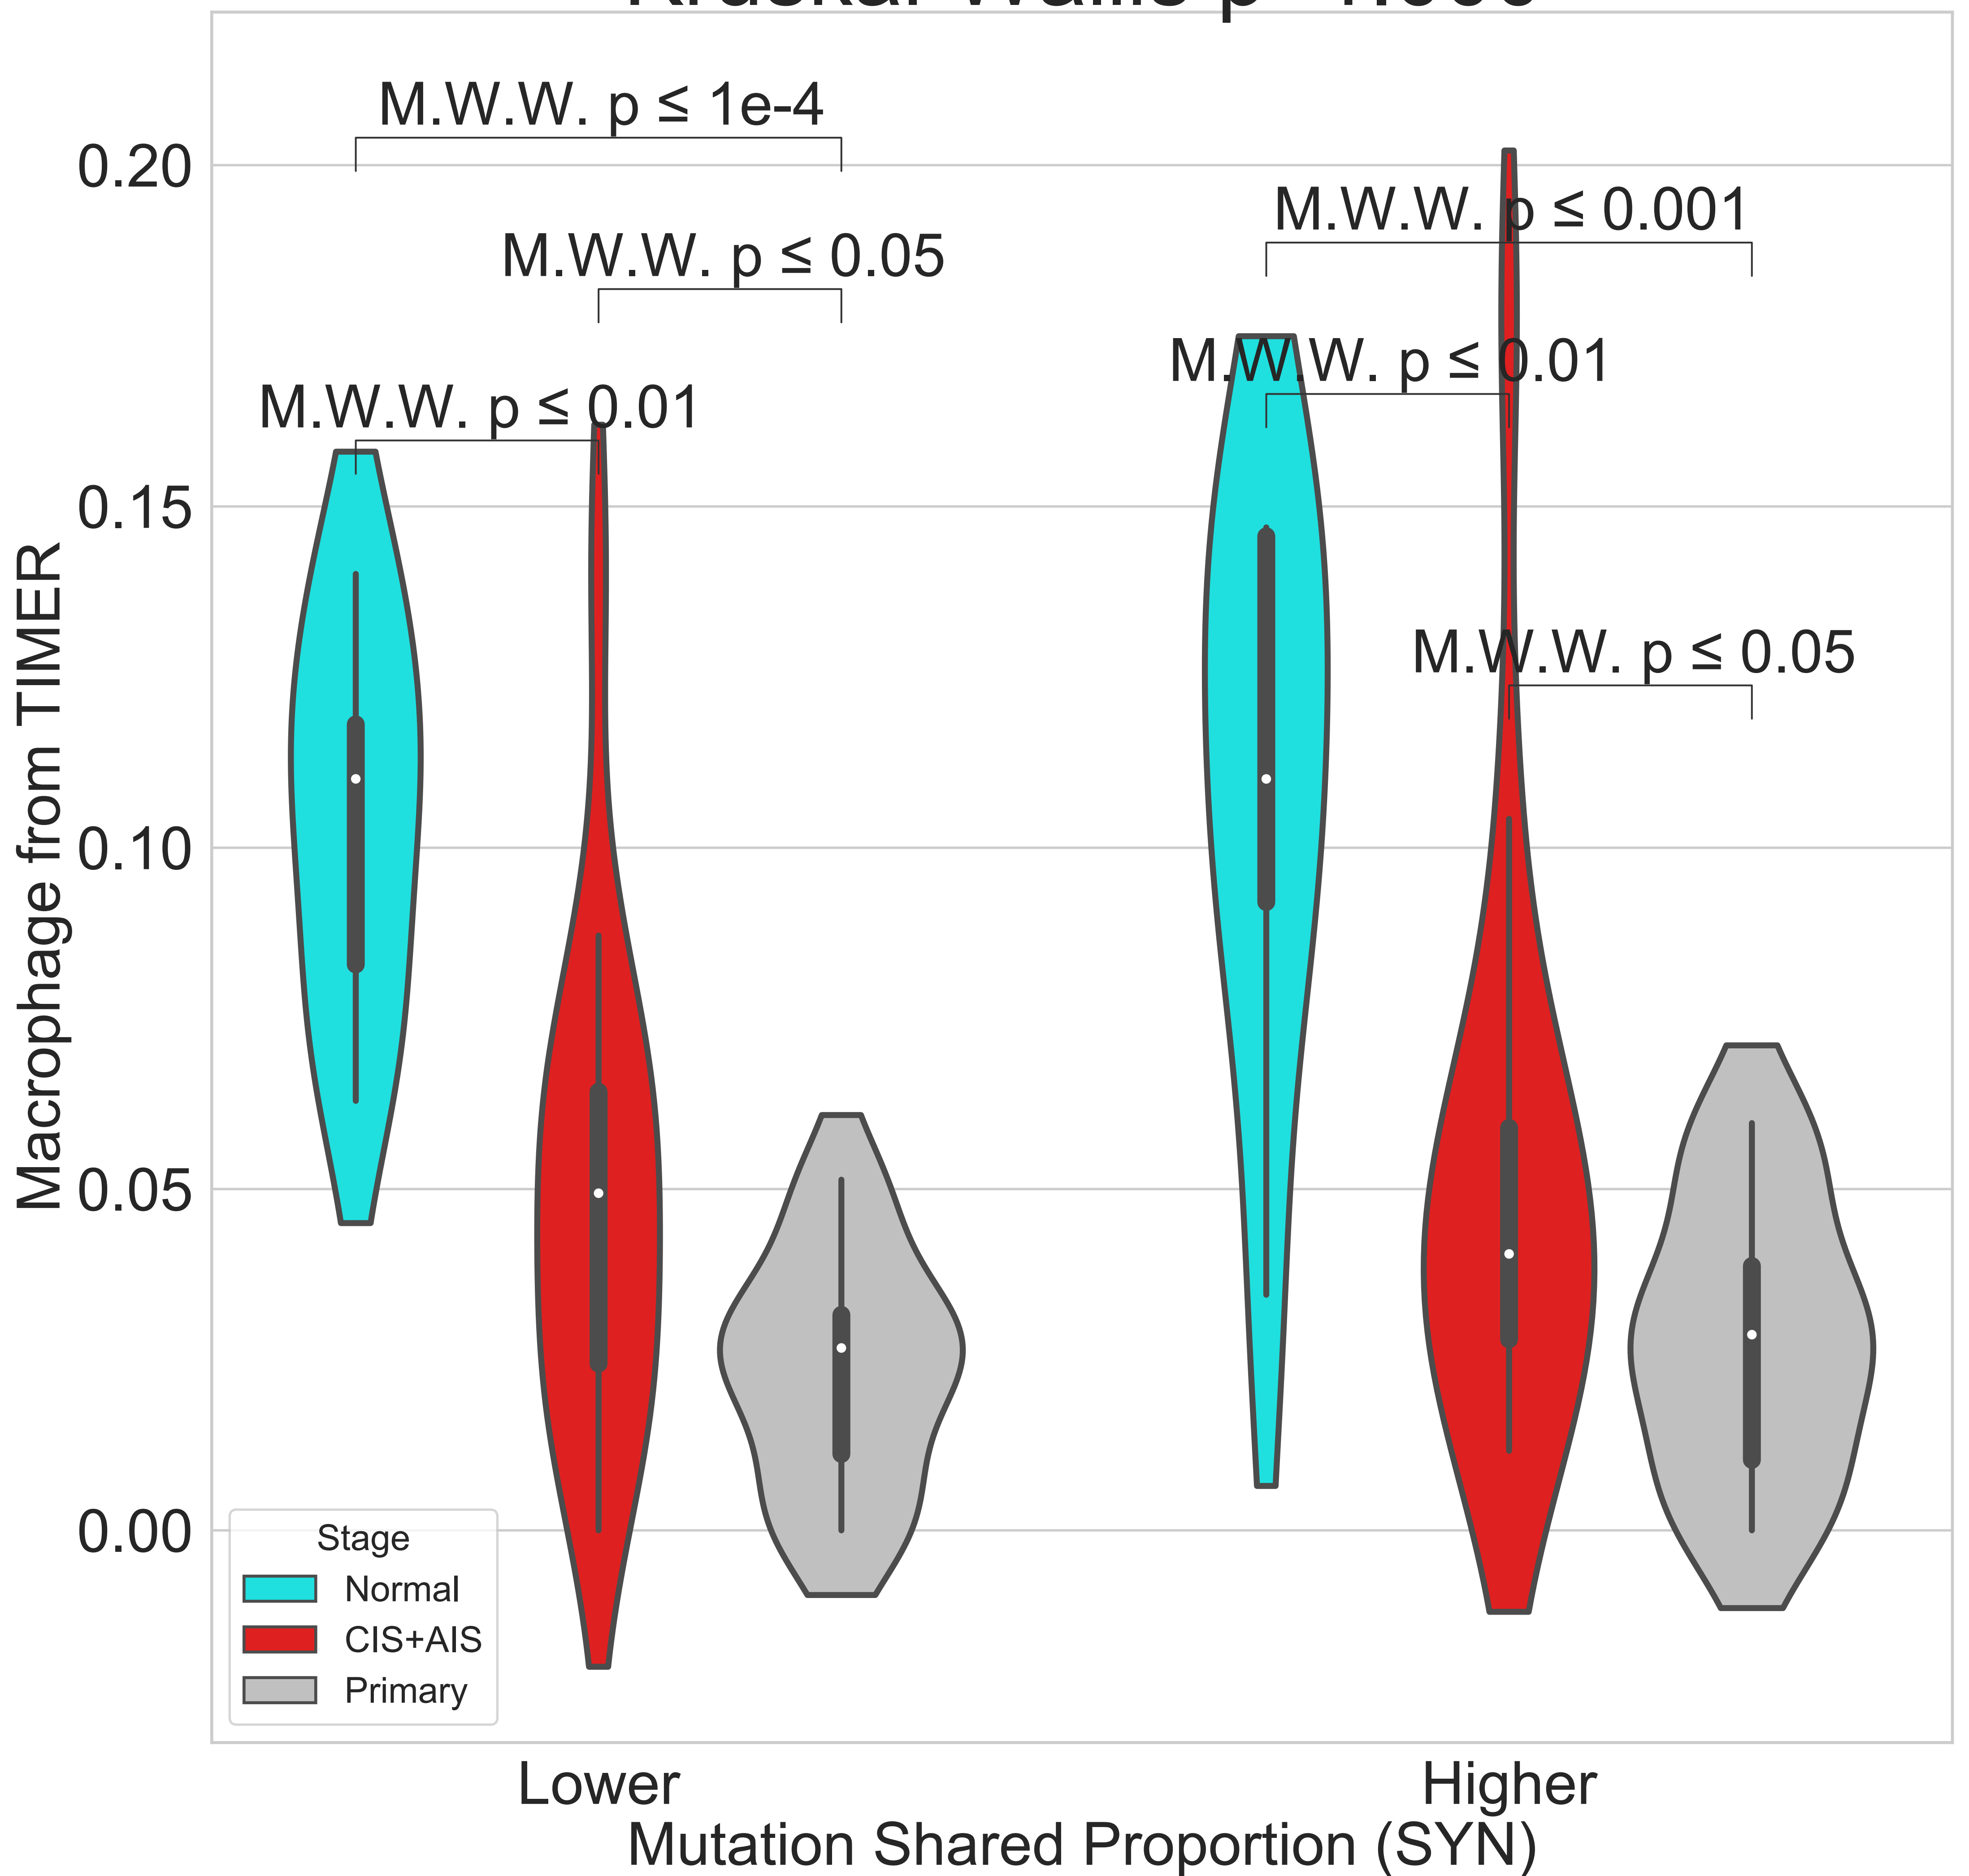 M.W.W. p ≤ 1e-4
0.20
M.W.W. p ≤ 0.001
M.W.W. p ≤ 0.05
M.W.W. p ≤ 0.01
M.W.W. p ≤ 0.01
0.15
M.W.W. p ≤ 0.05
0.10
0.05
0.00
Macrophage from TIMER
Stage
Normal
CIS+AIS
Primary
Lower
Higher
Mutation Shared Proportion (SYN)